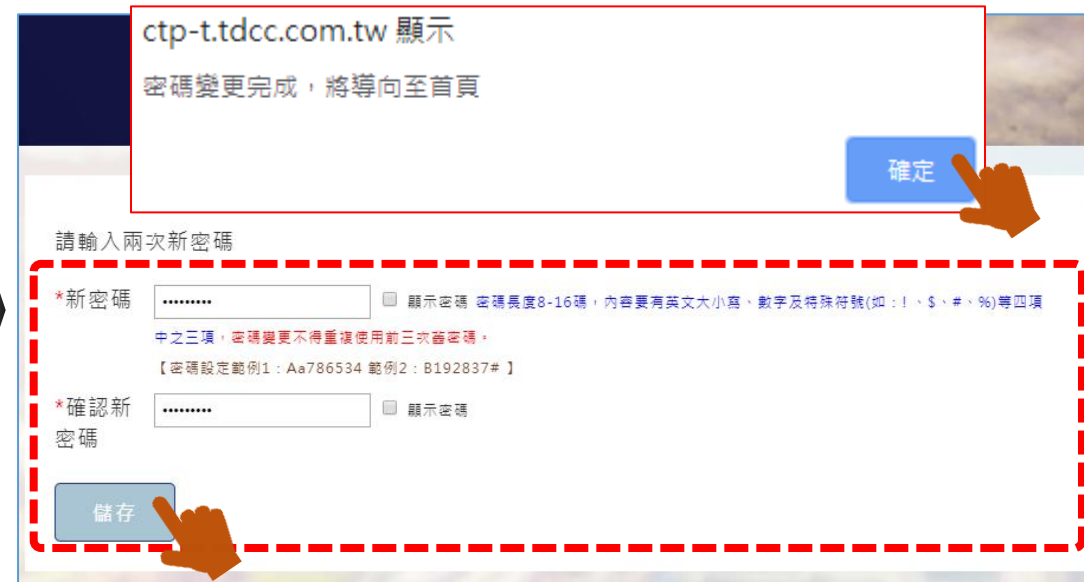 ctp-t.tdcc.com.tw 顯示
密碼變更完成，將導向至首頁
確定
請輸入兩次新密碼
*新密碼 ••••••••• 顯示密碼 密碼長度8-16碼，內容要有英文大小寫、數字及特殊符號(如：!、$、#、%)等四項
中之三項，密碼變更不得重複使用前三次舊密碼。
【密碼設定範例1：Aa786534 範例2：B192837# 】
*確認新 ••••••••• 顯示密碼
密碼
儲存